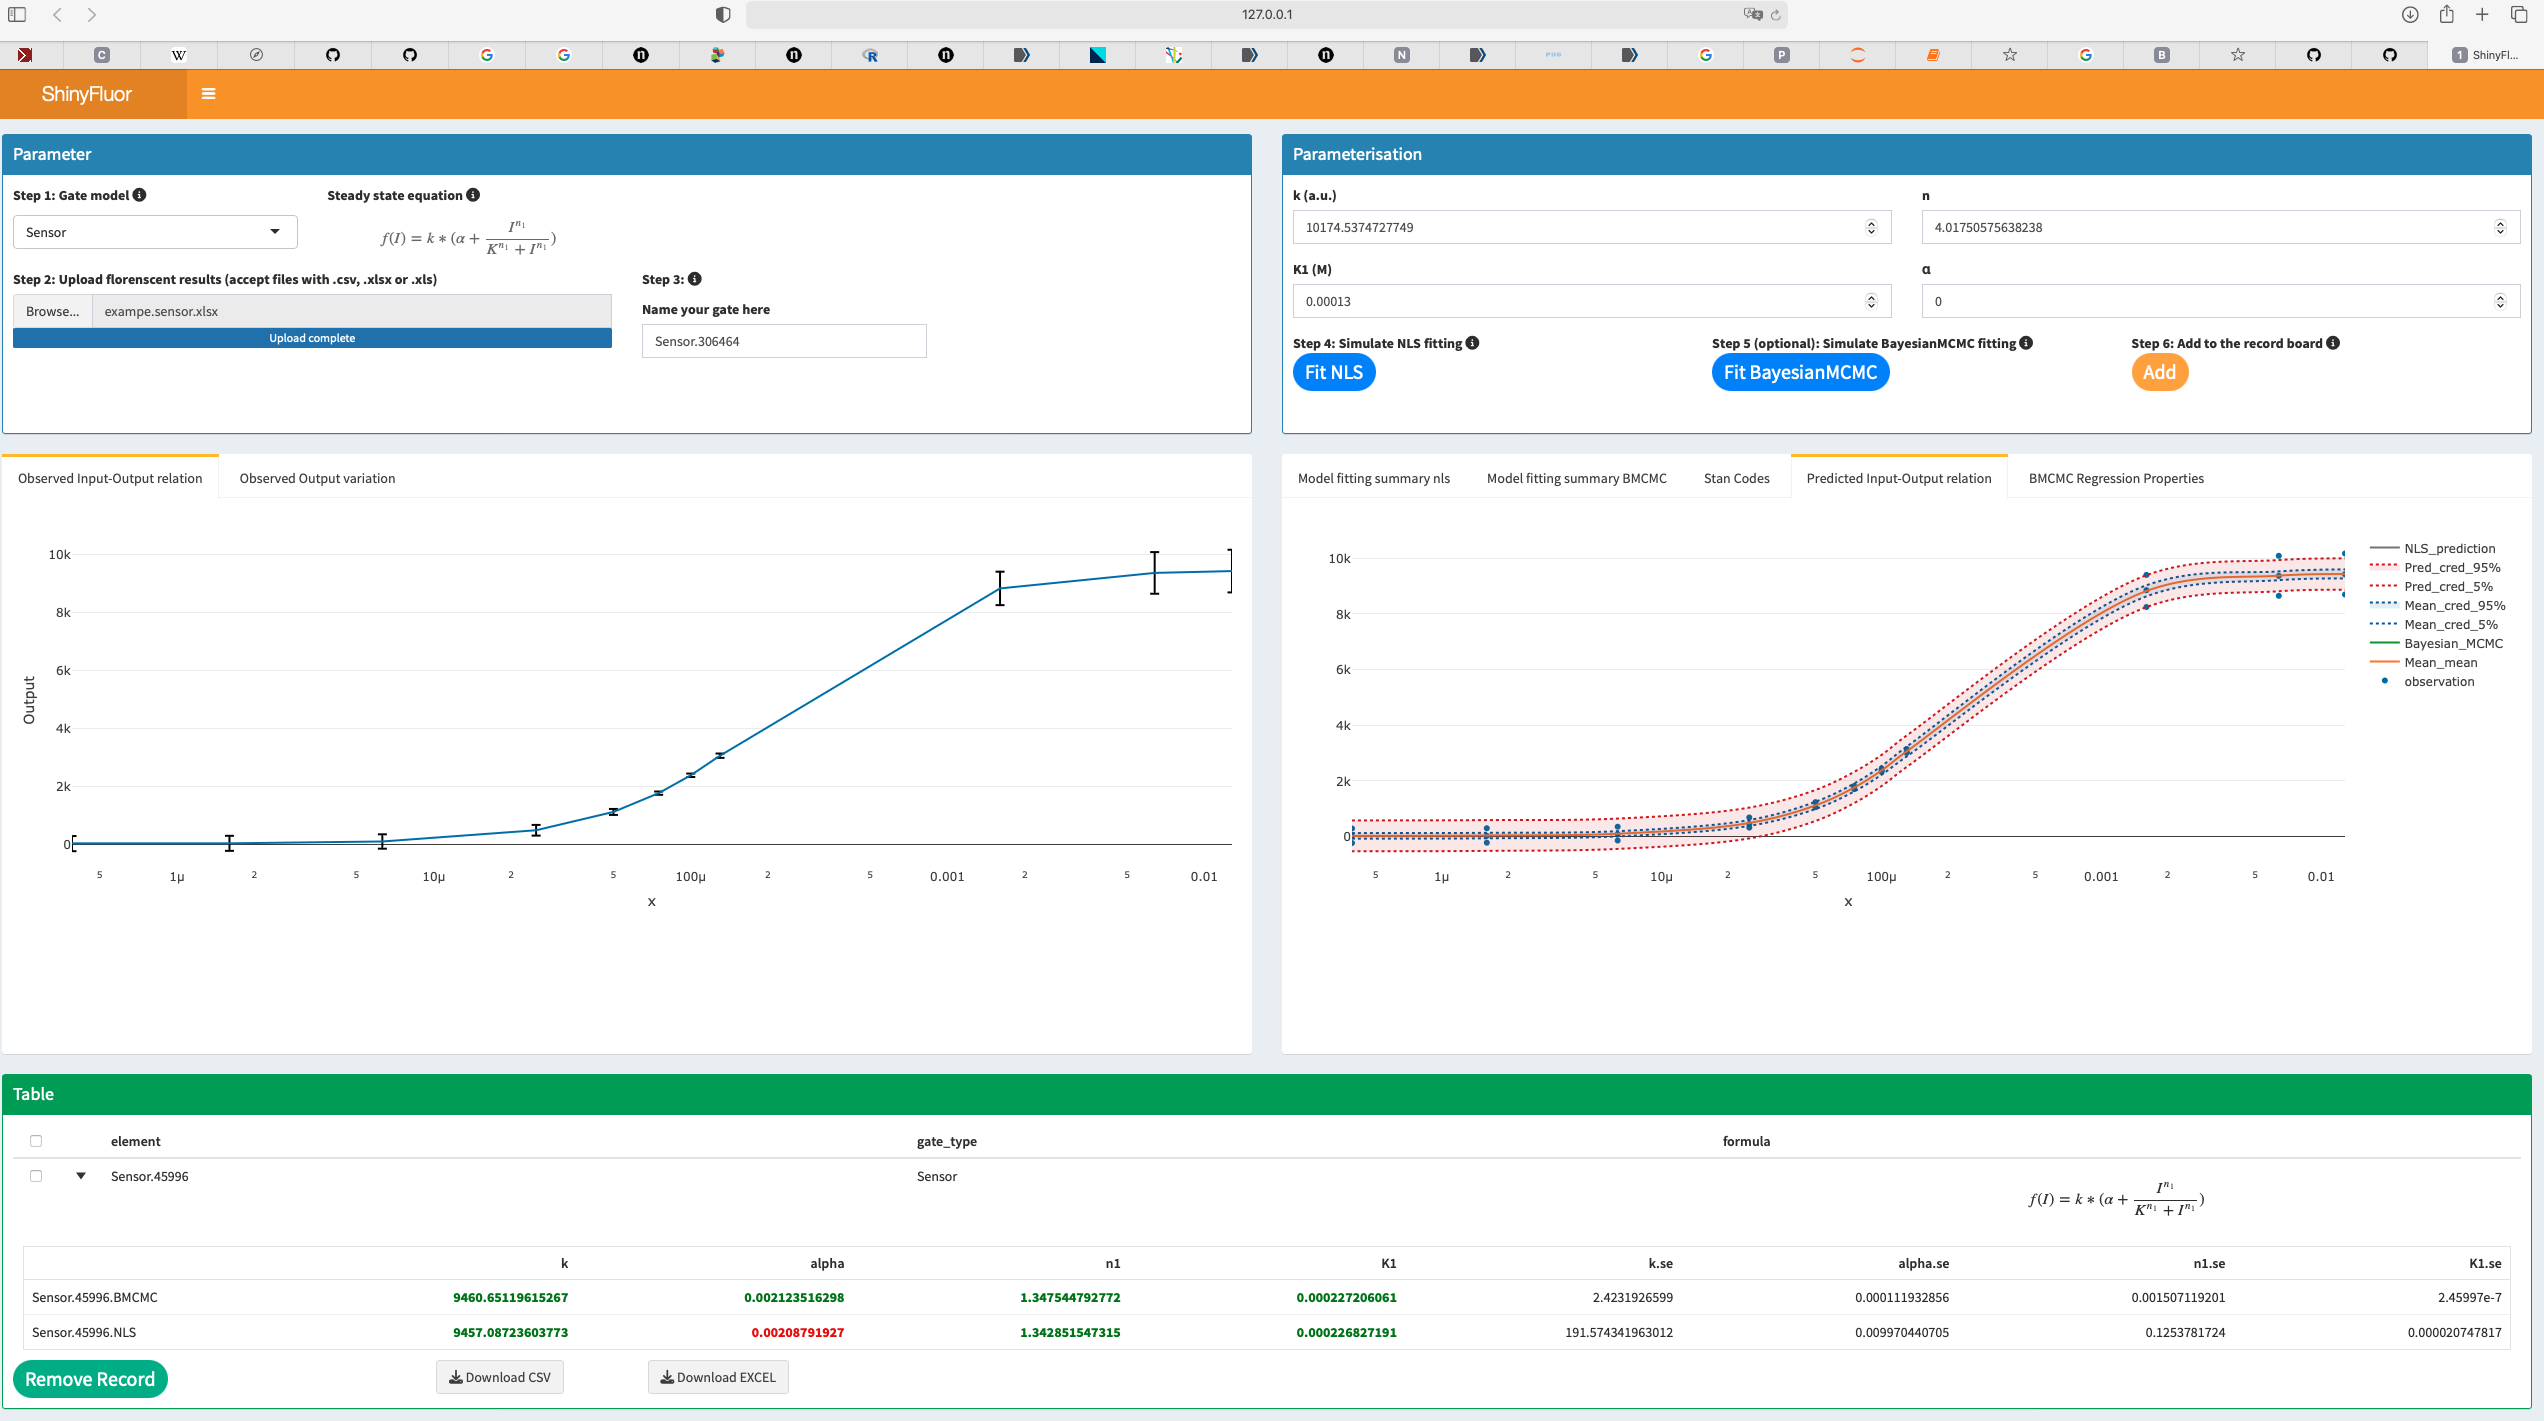 127.0.0.1
C
W
n
n
R
n
n
N
P
B
1 ShinyFl...
ShinyFluor
Parameter
Step 1: Gate model
Steady state equation
Sensor
f(I) = k ∗ (α + I^n₁ / (K^n₁ + I^n₁))
Step 2: Upload florenscent results (accept files with .csv, .xlsx or .xls)
Step 3:
Browse...
exampe.sensor.xlsx
Upload complete
Name your gate here
Sensor.306464
Parameterisation
k (a.u.)
n
10174.5374727749
4.01750575638238
K1 (M)
α
0.00013
0
Step 4: Simulate NLS fitting
Step 5 (optional): Simulate BayesianMCMC fitting
Step 6: Add to the record board
Fit NLS
Fit BayesianMCMC
Add
Observed Input-Output relation
Observed Output variation
10k
8k
6k
4k
2k
0
Output
5 1μ 2 5 10μ 2 5 100μ 2 5 0.001 2 5 0.01
x
Model fitting summary nls
Model fitting summary BMCMC
Stan Codes
Predicted Input-Output relation
BMCMC Regression Properties
10k
8k
6k
4k
2k
0
5 1μ 2 5 10μ 2 5 100μ 2 5 0.001 2 5 0.01
x
NLS_prediction
Pred_cred_95%
Pred_cred_5%
Mean_cred_95%
Mean_cred_5%
Bayesian_MCMC
Mean_mean
observation
Table
element gate_type formula
Sensor.45996 Sensor f(I) = k ∗ (α + I^n₁ / (K^n₁ + I^n₁))
k alpha n1 K1 k.se alpha.se n1.se K1.se
Sensor.45996.BMCMC 9460.65119615267 0.002123516298 1.347544792772 0.000227206061 2.4231926599 0.000111932856 0.001507119201 2.45997e-7
Sensor.45996.NLS 9457.08723603773 0.00208791927 1.342851547315 0.000226827191 191.574341963012 0.009970440705 0.1253781724 0.000020747817
Remove Record
Download CSV
Download EXCEL